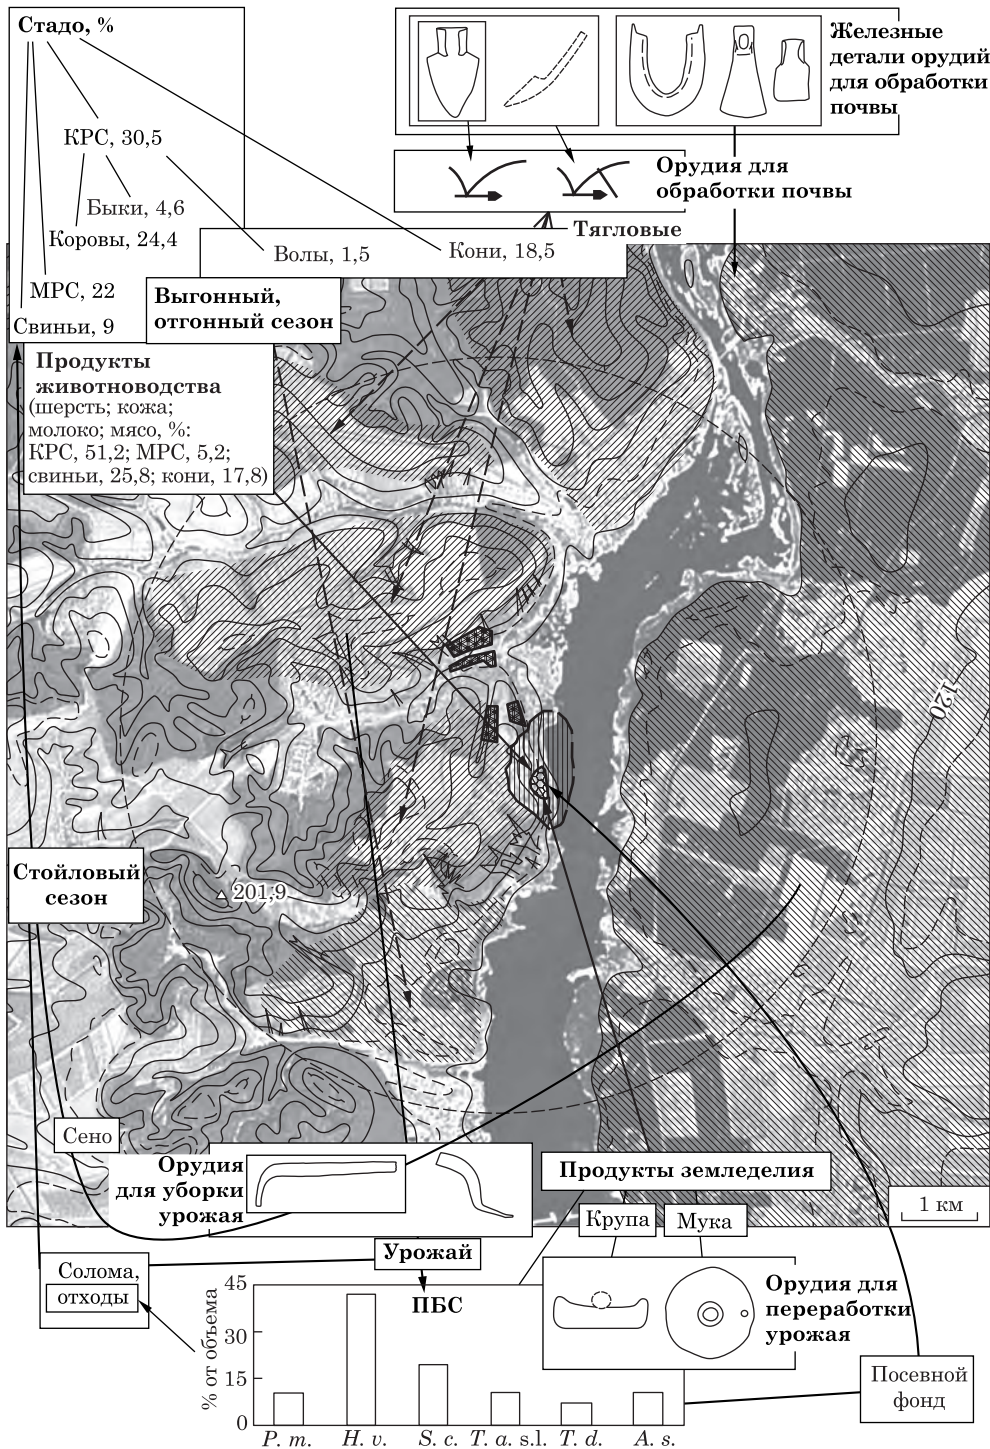 Стадо, %
КРС, 30,5
Быки, 4,6
Коровы, 24,4
МРС, 22
Свиньи, 9
Железные
детали орудий
для обработки
почвы
Орудия для
обработки почвы
Тягловые
Волы, 1,5
Кони, 18,5
Выгонный,
отгонный сезон
Продукты
животноводства
(шерсть; кожа;
молоко; мясо, %:
КРС, 51,2; МРС, 5,2;
свиньи, 25,8; кони, 17,8)
120
Стойловый
сезон
201,9
Сено
Орудия
для уборки
урожая
Продукты земледелия
1 км
Крупа
Мука
Урожай
Солома,
отходы
ПБС
Орудия для
переработки
урожая
% от объема
45
30
15
0
P. m.
H. v.
S. c.
T. a. s.l.
T. d.
A. s.
Посевной
фонд